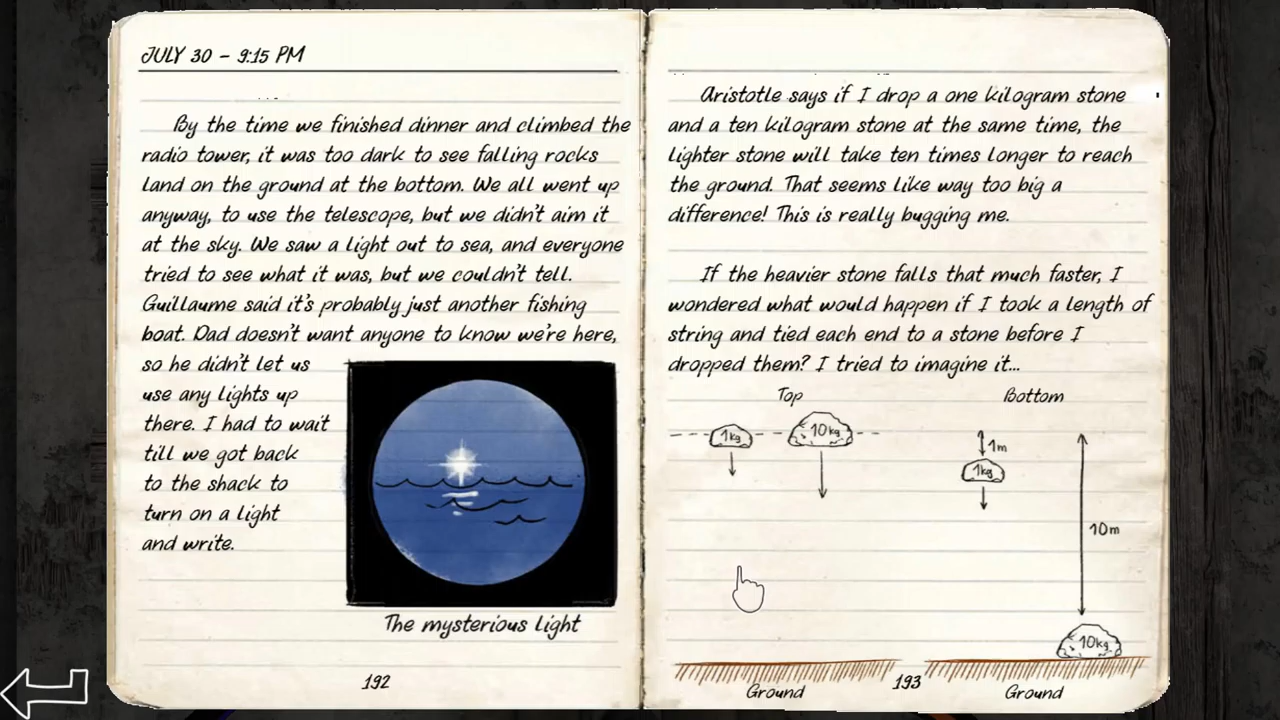 JULY 30 - 9:15 PM
By the time we finished dinner and climbed the
radio tower, it was too dark to see falling rocks
land on the ground at the bottom. We all went up
anyway, to use the telescope, but we didn't aim it
at the sky. We saw a light out to sea, and everyone
tried to see what it was, but we couldn't tell.
Guillaume said it's probably just another fishing
boat. Dad doesn't want anyone to know we're here,
so he didn't let us
use any lights up
there. I had to wait
till we got back
to the shack to
turn on a light
and write.
The mysterious light
192
Aristotle says if I drop a one kilogram stone
and a ten kilogram stone at the same time, the
lighter stone will take ten times longer to reach
the ground. That seems like way too big a
difference! This is really bugging me.
If the heavier stone falls that much faster, I
wondered what would happen if I took a length of
string and tied each end to a stone before I
dropped them? I tried to imagine it...
Top
Bottom
1kg
10kg
1m
1kg
10m
10kg
Ground
193
Ground